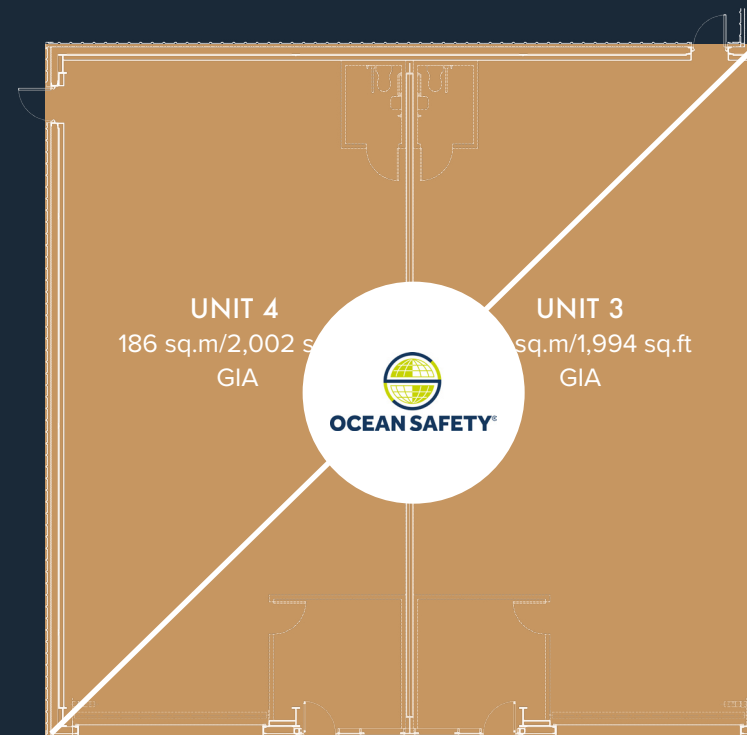 UNIT 4
186 sq.m/2,002 s
GIA
UNIT 3
sq.m/1,994 sq.ft
GIA
OCEAN SAFETY®